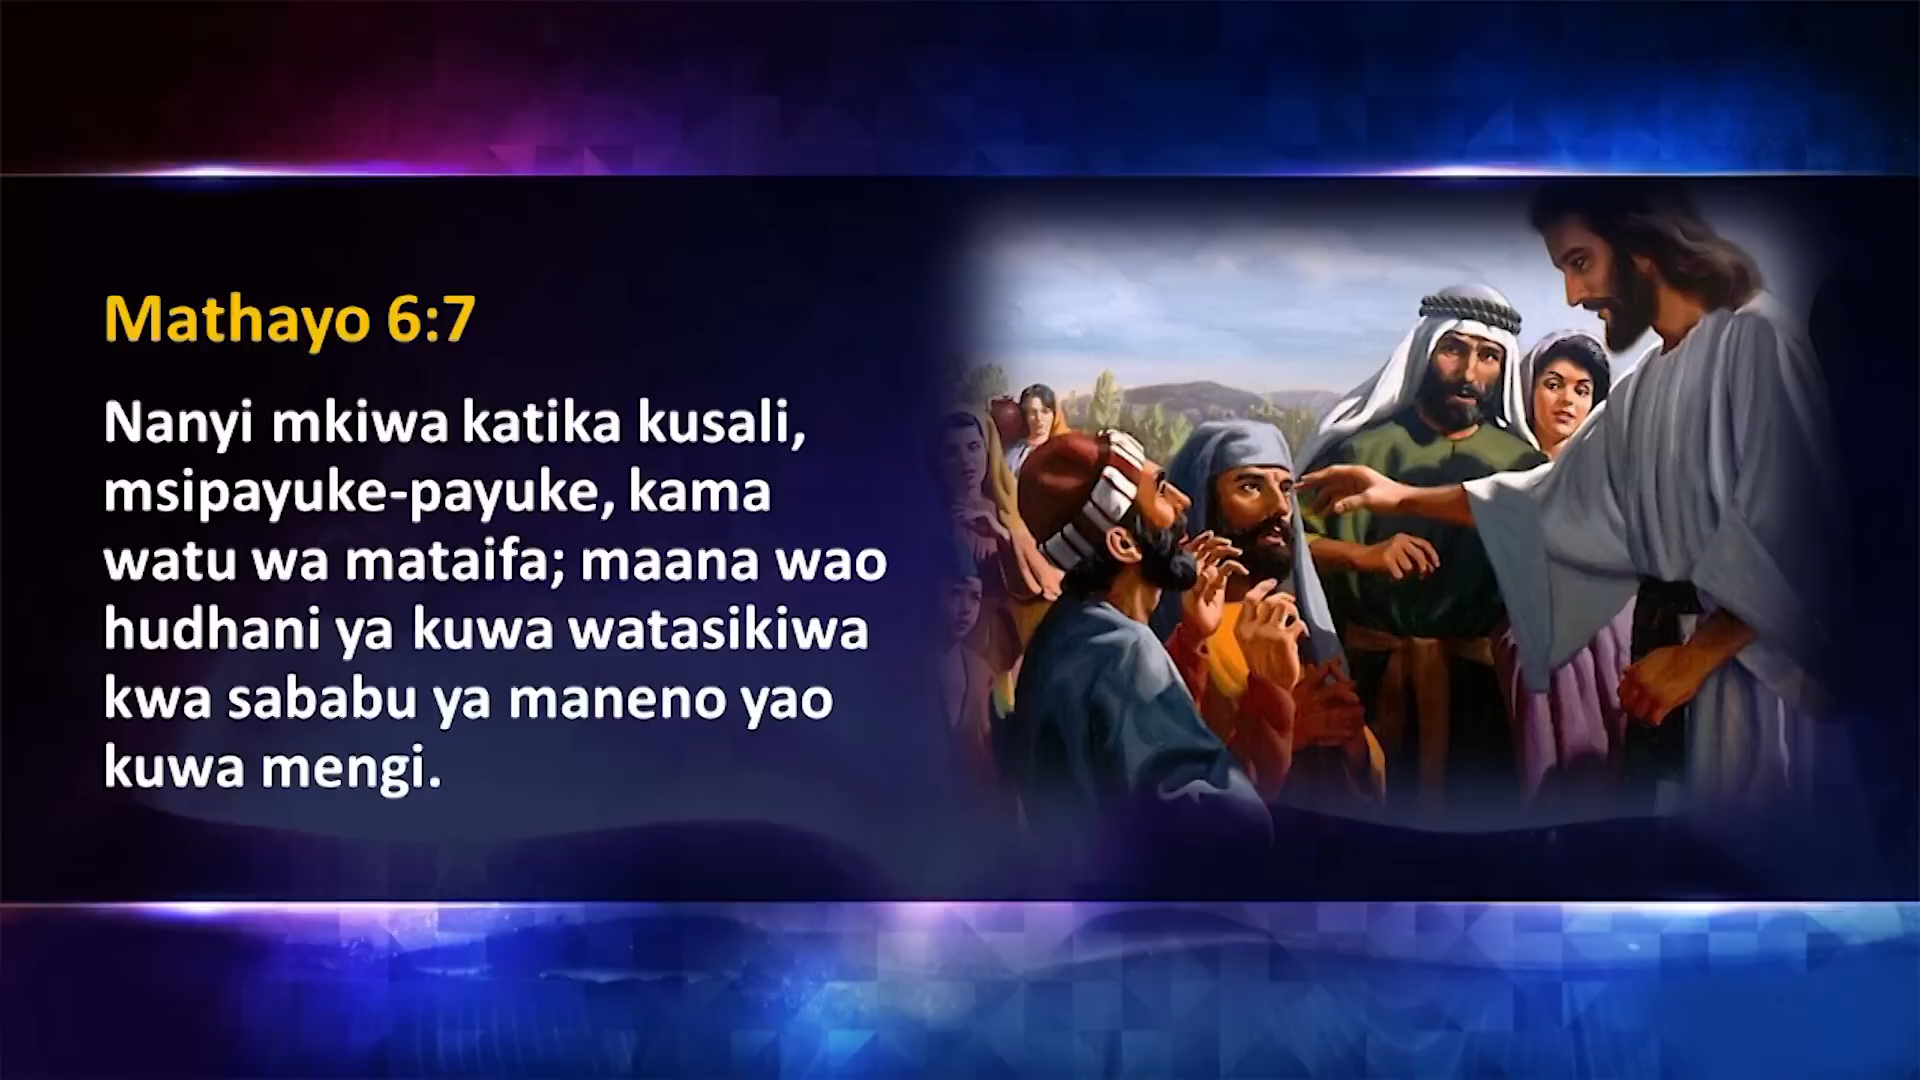 Mathayo 6:7
Nanyi mkiwa katika kusali,
msipayuke-payuke, kama
watu wa mataifa; maana wao
hudhani ya kuwa watasikiwa
kwa sababu ya maneno yao
kuwa mengi.